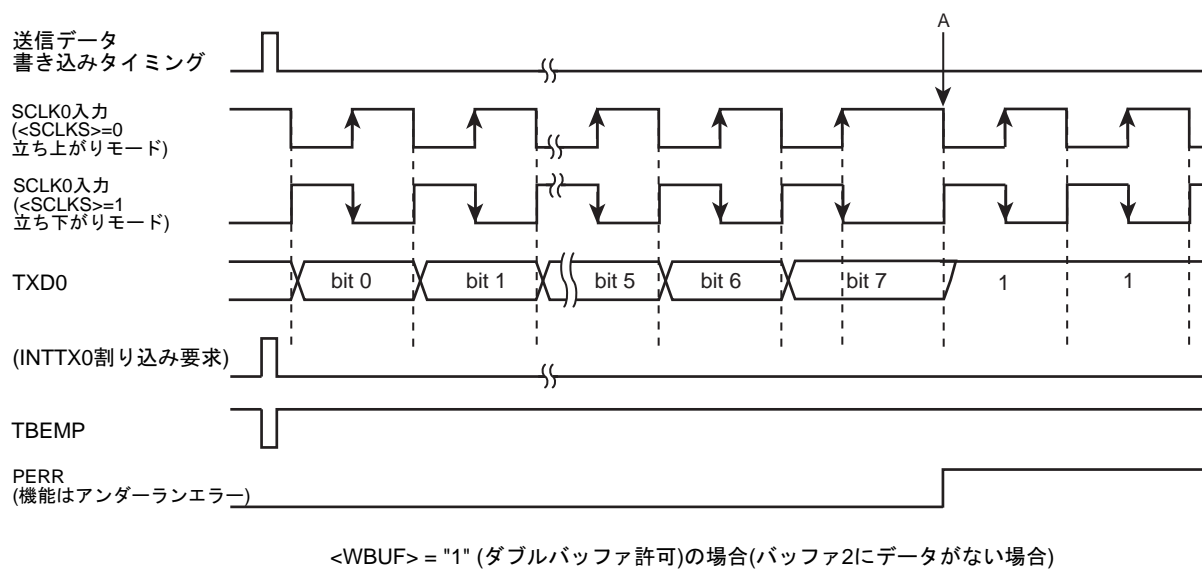 A
送信データ
書き込みタイミング
SCLK0入力
(<SCLKS>=0
立ち上がりモード)
SCLK0入力
(<SCLKS>=1
立ち下がりモード)
TXD0 bit 0 bit 1 bit 5 bit 6 bit 7 1 1
(INTTX0割り込み要求)
TBEMP
PERR
(機能はアンダーランエラー)
<WBUF> = "1" (ダブルバッファ許可)の場合(バッファ2にデータがない場合)